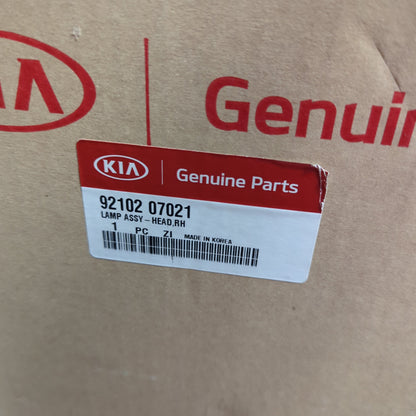 KIA Genuin
KIA Genuine Parts
92102 07021
LAMP ASSY-HEAD,RH
1 PC ZI MADE IN KOREA